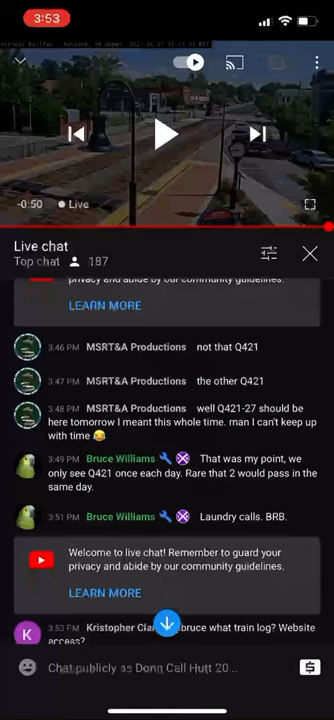 3:53
-0:50 Live
Live chat
Top chat 187
privacy and abide by our community guidelines.
LEARN MORE
3:46 PM MSRT&A Productions not that Q421
3:47 PM MSRT&A Productions the other Q421
3:48 PM MSRT&A Productions well Q421-27 should be
here tomorrow I meant this whole time. man I can't keep up
with time 😂
3:49 PM Bruce Williams That was my point, we
only see Q421 once each day. Rare that 2 would pass in the
same day.
3:51 PM Bruce Williams Laundry calls. BRB.
Welcome to live chat! Remember to guard your
privacy and abide by our community guidelines.
LEARN MORE
K
3:53 PM Kristopher bruce what train log? Website
access?
Chat publicly as Donn Call Hutt 20...
$